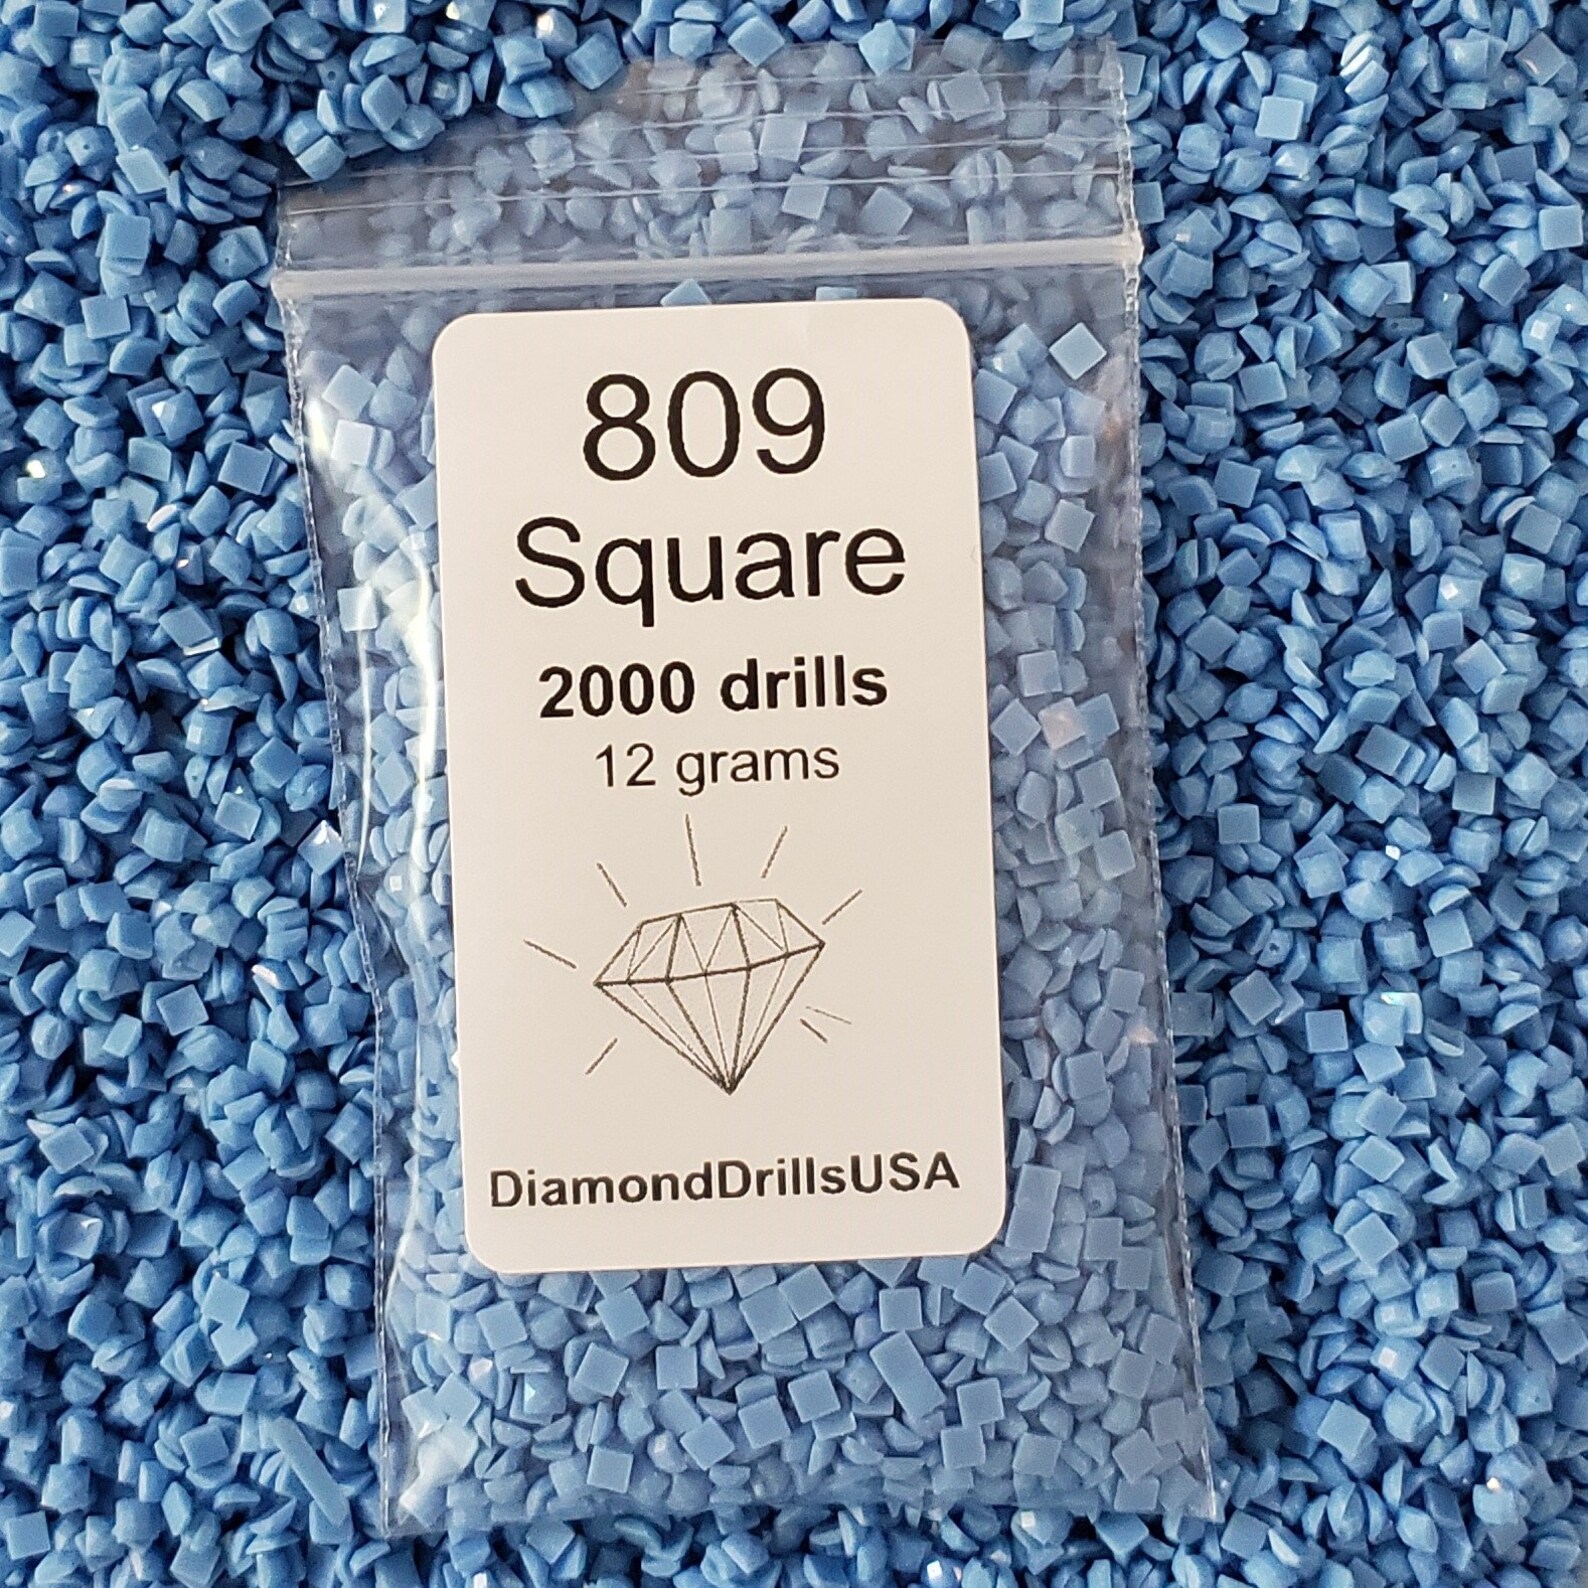 809
Square
2000 drills
12 grams
DiamondDrillsUSA